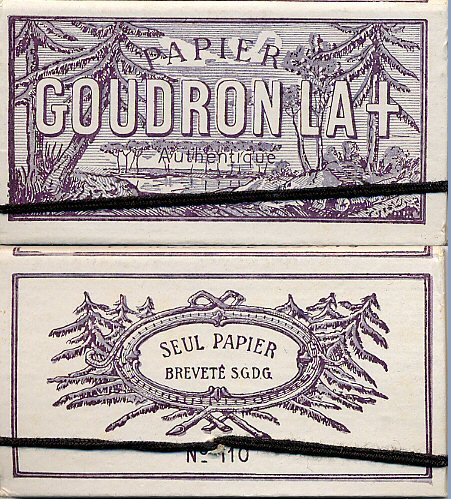 PAPIER
GOUDRON LA+
Authentique
SEUL PAPIER
BREVETÉ S.G.D.G.
No 110